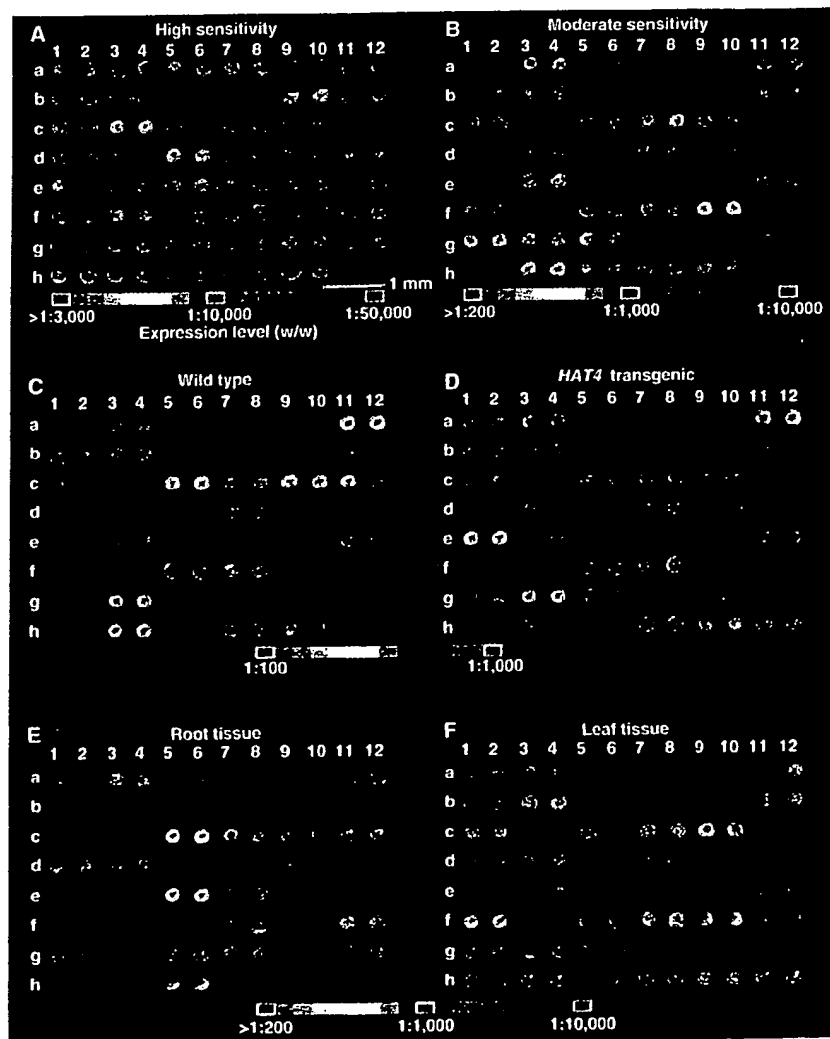 A High sensitivity
1 2 3 4 5 6 7 8 9 10 11 12
a
b
c
d
e
f
g
h
1 mm
>1:3,000 1:10,000 1:50,000
Expression level (w/w)
B Moderate sensitivity
1 2 3 4 5 6 7 8 9 10 11 12
a
b
c
d
e
f
g
h
>1:200 1:1,000 1:10,000
C Wild type
1 2 3 4 5 6 7 8 9 10 11 12
a
b
c
d
e
f
g
h
1:100
D HAT4 transgenic
1 2 3 4 5 6 7 8 9 10 11 12
a
b
c
d
e
f
g
h
1:1,000
E Root tissue
1 2 3 4 5 6 7 8 9 10 11 12
a
b
c
d
e
f
g
h
F Leaf tissue
1 2 3 4 5 6 7 8 9 10 11 12
a
b
c
d
e
f
g
h
>1:200 1:1,000 1:10,000